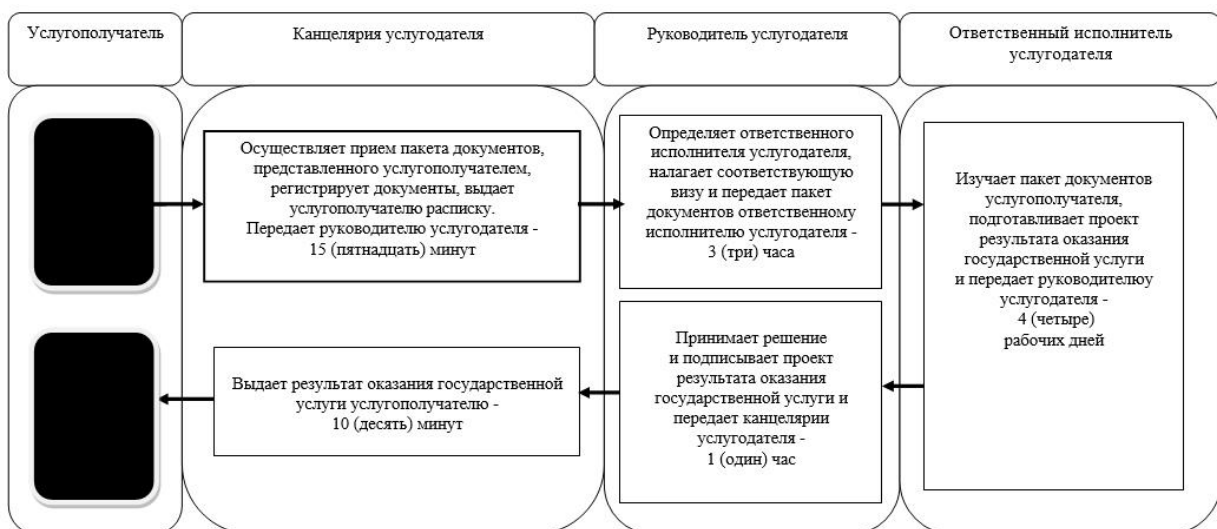 Услугополучатель
Канцелярия услугодателя
Руководитель услугодателя
Ответственный исполнитель
услугодателя
Осуществляет прием пакета документов,
представленного услугополучателем,
регистрирует документы, выдает
услугополучателю расписку.
Передает руководителю услугодателя -
15 (пятнадцать) минут
Определяет ответственного
исполнителя услугодателя,
налагает соответствующую
визу и передает пакет
документов ответственному
исполнителю услугодателя -
3 (три) часа
Изучает пакет документов
услугополучателя,
подготавливает проект
результата оказания
государственной услуги
и передает руководителюу
услугодателя -
4 (четыре)
рабочих дней
Принимает решение
и подписывает проект
результата оказания
государственной услуги и
передает канцелярии
услугодателя -
1 (один) час
Выдает результат оказания государственной
услуги услугополучателю -
10 (десять) минут